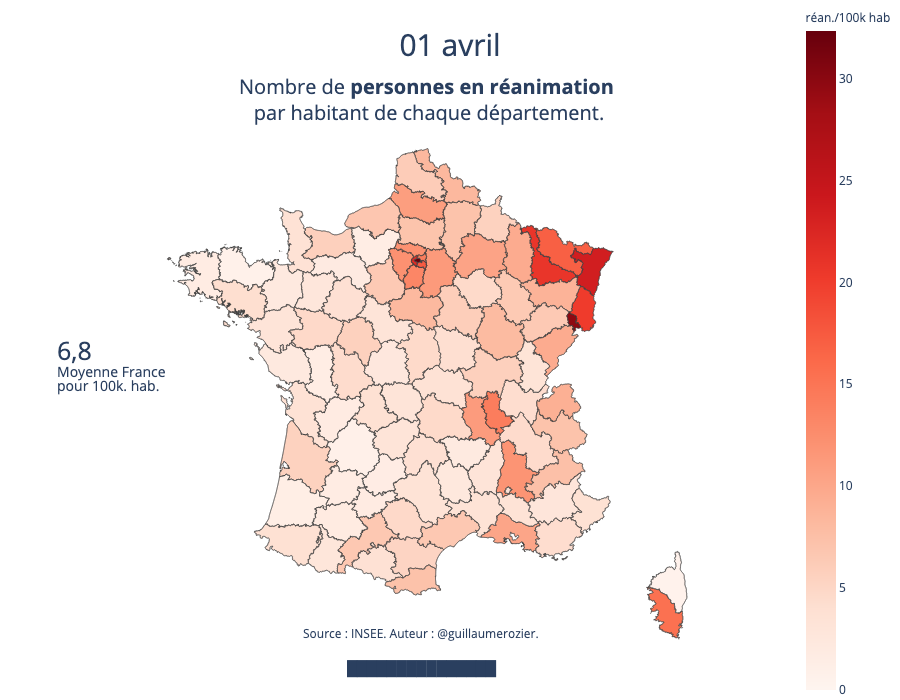 réan./100k hab
01 avril
Nombre de personnes en réanimation
par habitant de chaque département.
30
25
20
15
10
5
0
6,8
Moyenne France
pour 100k. hab.
Source : INSEE. Auteur : @guillaumerozier.